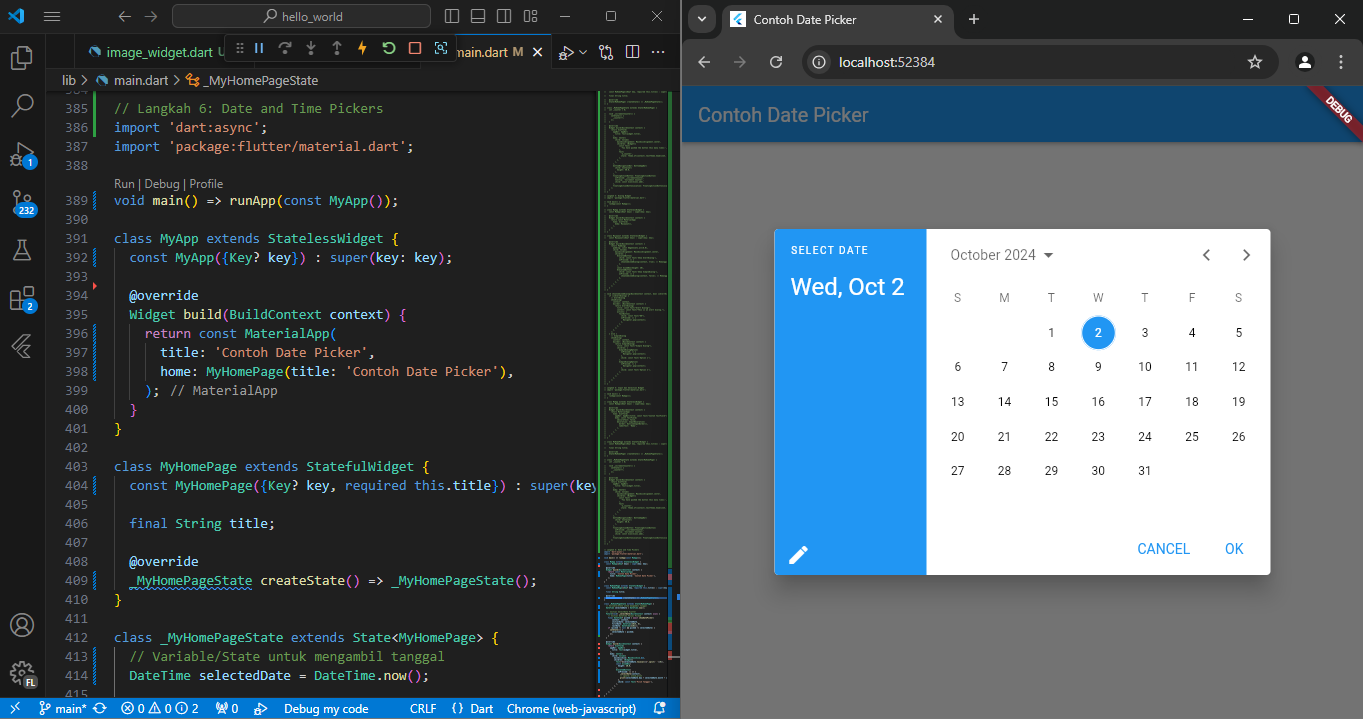 hello_world
image_widget.dart U
main.dart M
lib > main.dart > _MyHomePageState
385 // Langkah 6: Date and Time Pickers
386 import 'dart:async';
387 import 'package:flutter/material.dart';
388
Run | Debug | Profile
389 void main() => runApp(const MyApp());
390
391 class MyApp extends StatelessWidget {
392 const MyApp({Key? key}) : super(key: key);
393
394 @override
395 Widget build(BuildContext context) {
396 return const MaterialApp(
397 title: 'Contoh Date Picker',
398 home: MyHomePage(title: 'Contoh Date Picker'),
399 ); // MaterialApp
400 }
401 }
402
403 class MyHomePage extends StatefulWidget {
404 const MyHomePage({Key? key, required this.title}) : super(key
405
406 final String title;
407
408 @override
409 _MyHomePageState createState() => _MyHomePageState();
410 }
411
412 class _MyHomePageState extends State<MyHomePage> {
413 // Variable/State untuk mengambil tanggal
414 DateTime selectedDate = DateTime.now();
415
1
232
2
FL
main* 0 0 2 0 Debug my code CRLF {} Dart Chrome (web-javascript)
Contoh Date Picker
localhost:52384
Contoh Date Picker
DEBUG
SELECT DATE
Wed, Oct 2
October 2024
S M T W T F S
1 2 3 4 5
6 7 8 9 10 11 12
13 14 15 16 17 18 19
20 21 22 23 24 25 26
27 28 29 30 31
CANCEL OK